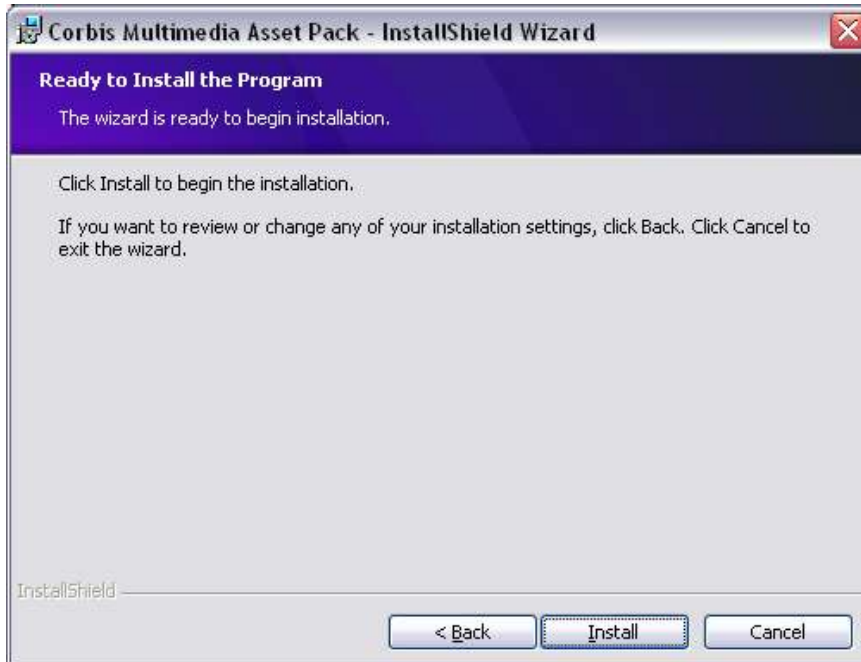 Corbis Multimedia Asset Pack - InstallShield Wizard
Ready to Install the Program
The wizard is ready to begin installation.
Click Install to begin the installation.
If you want to review or change any of your installation settings, click Back. Click Cancel to
exit the wizard.
InstallShield
< Back Install Cancel